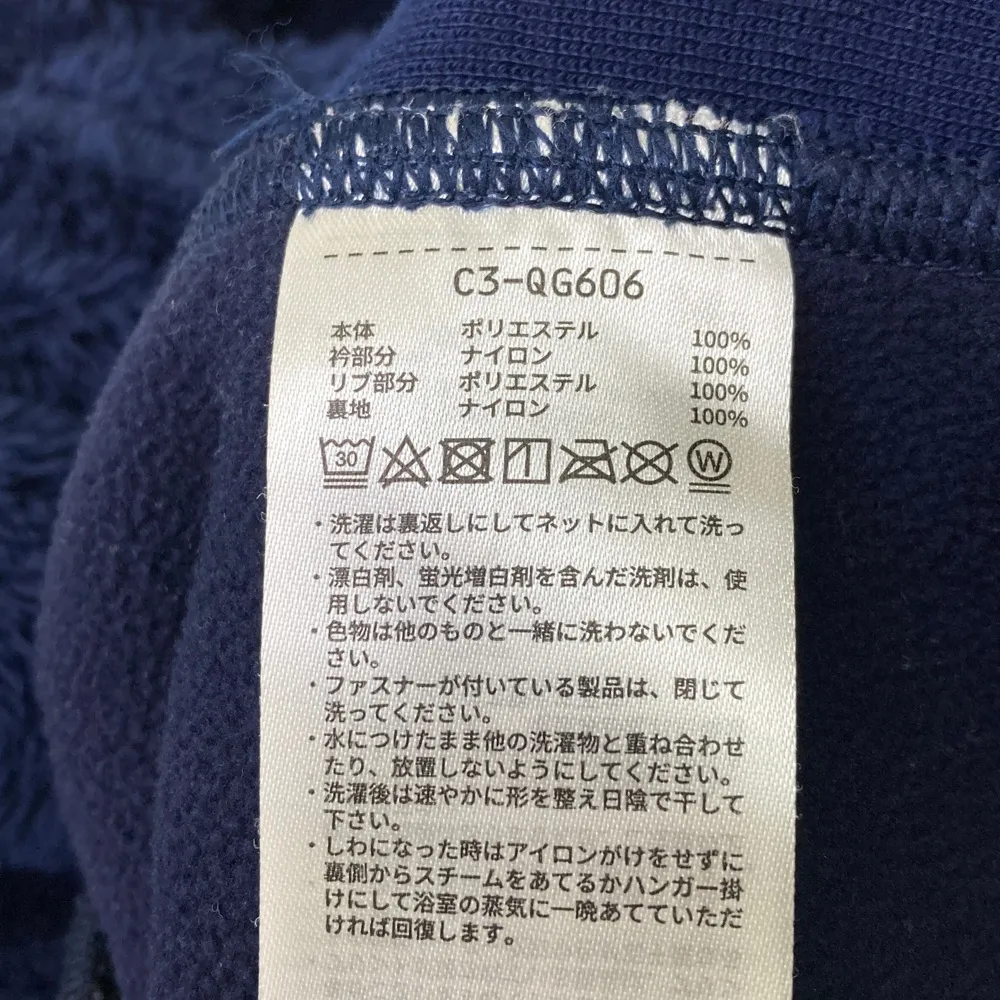 C3-QG606
本体 ポリエステル 100%
衿部分 ナイロン 100%
リブ部分 ポリエステル 100%
裏地 ナイロン 100%
30 W
・洗濯は裏返しにしてネットに入れて洗っ
てください。
・漂白剤、蛍光増白剤を含んだ洗剤は、使
用しないでください。
・色物は他のものと一緒に洗わないでくだ
さい。
・ファスナーが付いている製品は、閉じて
洗ってください。
・水につけたまま他の洗濯物と重ね合わせ
たり、放置しないようにしてください。
・洗濯後は速やかに形を整え日陰で干して
下さい。
・しわになった時はアイロンがけをせずに
裏側からスチームをあてるかハンガー掛
けにして浴室の蒸気に一晩あてていただ
ければ回復します。